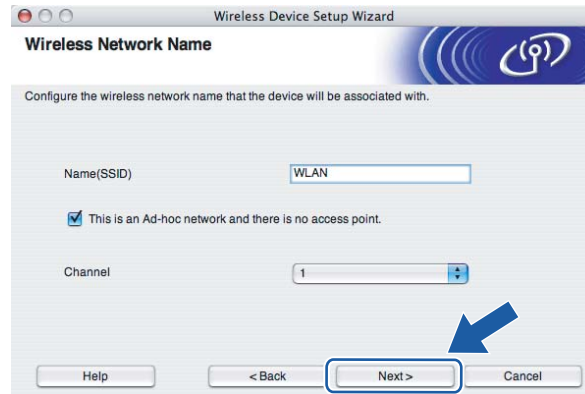 Wireless Device Setup Wizard
Wireless Network Name
Configure the wireless network name that the device will be associated with.
Name(SSID) WLAN
This is an Ad-hoc network and there is no access point.
Channel 1
Help < Back Next > Cancel